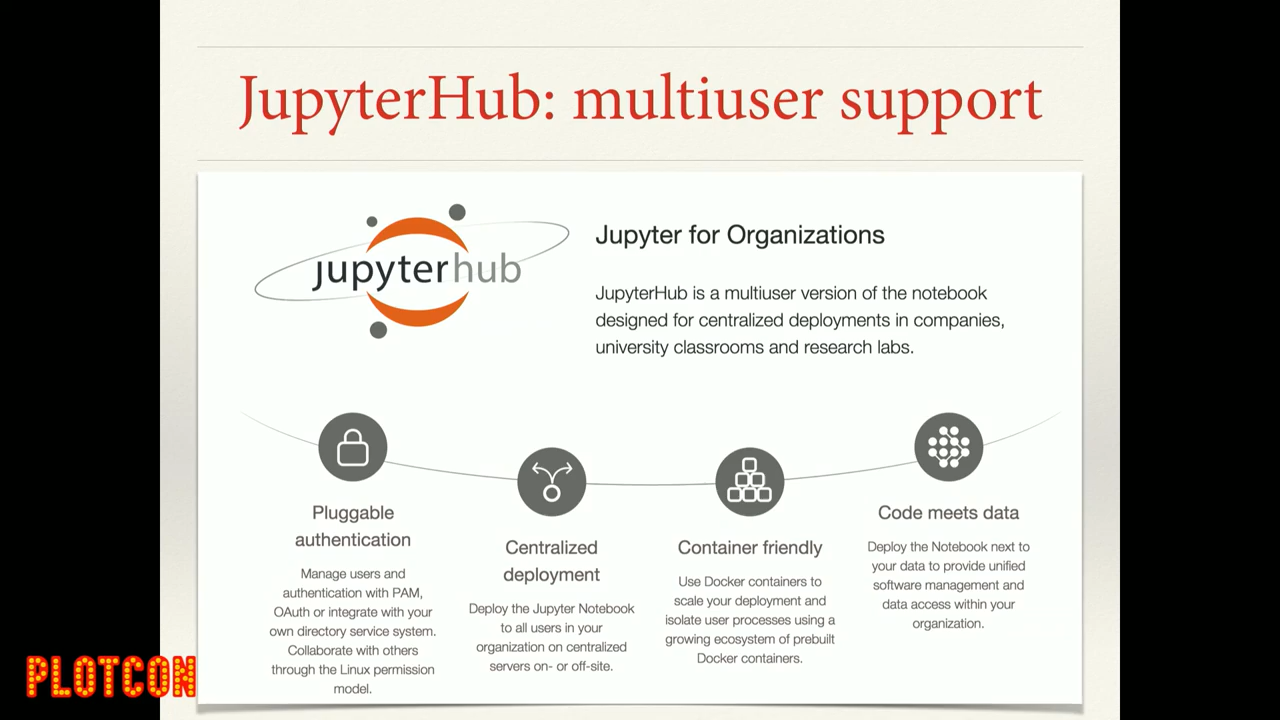 JupyterHub: multiuser support
jupyterhub
Jupyter for Organizations
JupyterHub is a multiuser version of the notebook
designed for centralized deployments in companies,
university classrooms and research labs.
Pluggable
authentication
Manage users and
authentication with PAM,
OAuth or integrate with your
own directory service system.
Collaborate with others
through the Linux permission
model.
Centralized
deployment
Deploy the Jupyter Notebook
to all users in your
organization on centralized
servers on- or off-site.
Container friendly
Use Docker containers to
scale your deployment and
isolate user processes using a
growing ecosystem of prebuilt
Docker containers.
Code meets data
Deploy the Notebook next to
your data to provide unified
software management and
data access within your
organization.
PLOTCON